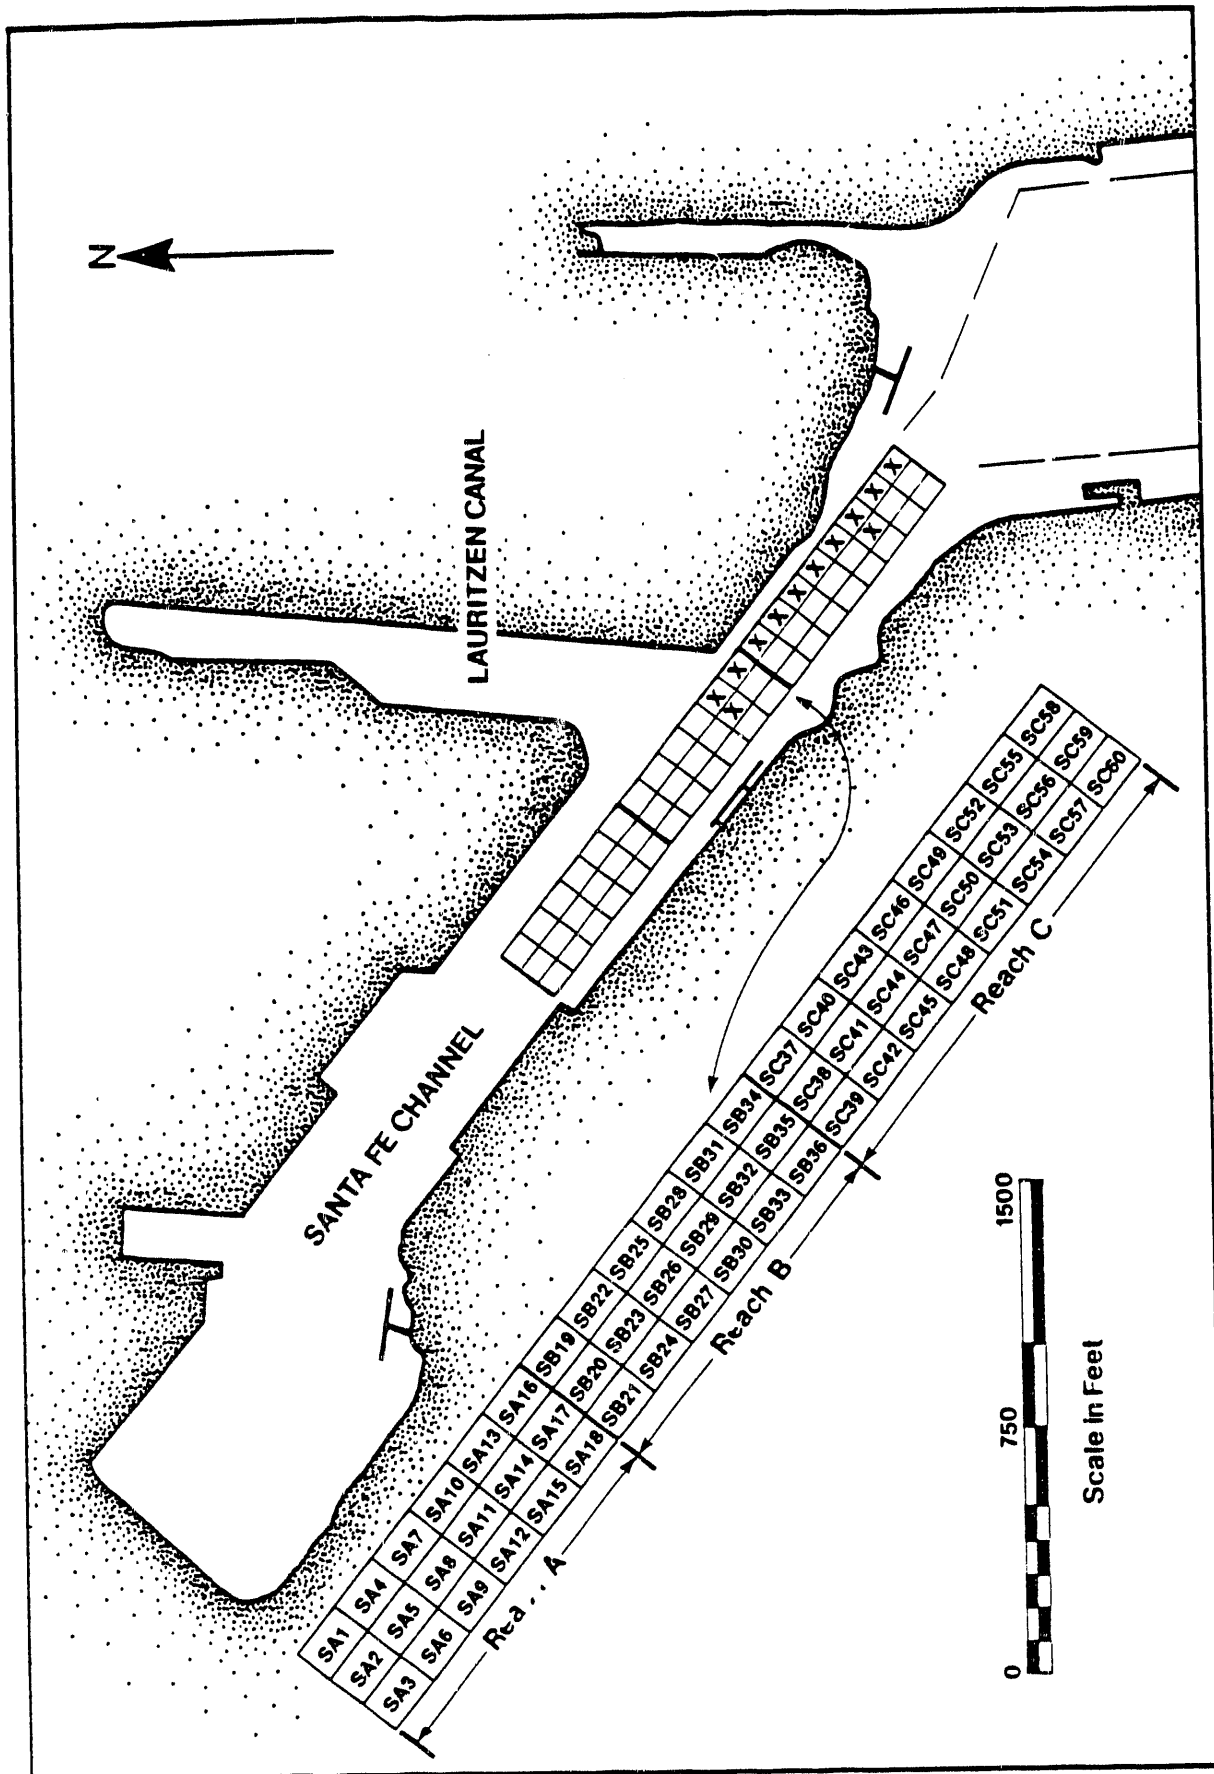 N
LAURITZEN CANAL
SANTA FE CHANNEL
X X X X X X X X X X
X X
SA1 SA4 SA7 SA10 SA13 SA16 SB19 SB22 SB25 SB28 SB31 SB34 SC37 SC40 SC43 SC46 SC49 SC52 SC55 SC58
SA2 SA5 SA8 SA11 SA14 SA17 SB20 SB23 SB26 SB29 SB32 SB35 SC38 SC41 SC44 SC47 SC50 SC53 SC56 SC59
SA3 SA6 SA9 SA12 SA15 SA18 SB21 SB24 SB27 SB30 SB33 SB36 SC39 SC42 SC45 SC48 SC51 SC54 SC57 SC60
A
Reach B
Reach C
0 750 1500
Scale in Feet